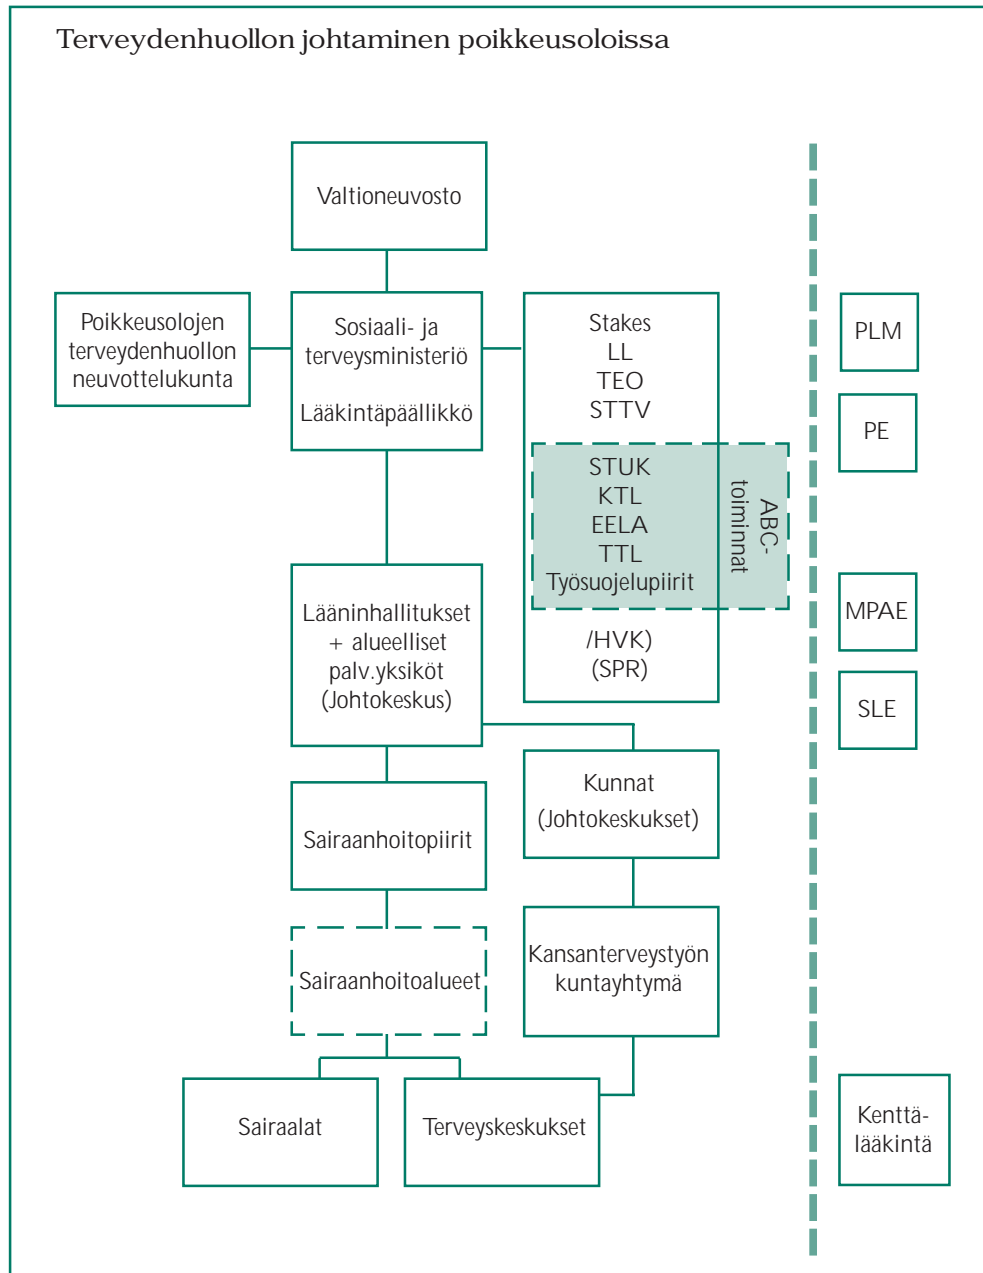 Terveydenhuollon johtaminen poikkeusoloissa
Valtioneuvosto
Poikkeusolojen
terveydenhuollon
neuvottelukunta
Sosiaali- ja
terveysministeriö
Lääkintäpäällikkö
Stakes
LL
TEO
STTV
STUK
KTL
EELA
TTL
Työsuojelupiirit
ABC-
toiminnat
/HVK)
(SPR)
PLM
PE
MPAE
SLE
Lääninhallitukset
+ alueelliset
palv.yksiköt
(Johtokeskus)
Kunnat
(Johtokeskukset)
Sairaanhoitopiirit
Sairaanhoitoalueet
Kansanterveystyön
kuntayhtymä
Sairaalat
Terveyskeskukset
Kenttä-
lääkintä